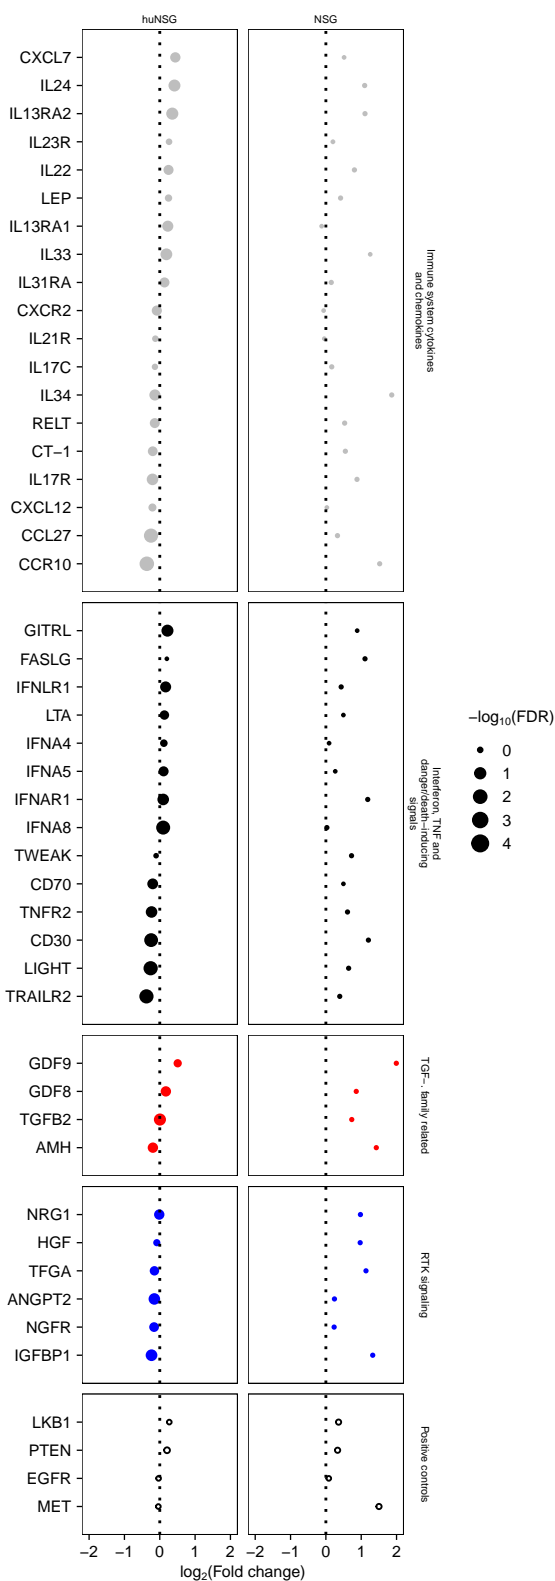 huNSG
NSG
CXCL7
IL24
IL13RA2
IL23R
IL22
LEP
IL13RA1
IL33
IL31RA
CXCR2
IL21R
IL17C
IL34
RELT
CT−1
IL17R
CXCL12
CCL27
CCR10
Immune system cytokines
and chemokines
GITRL
FASLG
IFNLR1
LTA
IFNA4
IFNA5
IFNAR1
IFNA8
TWEAK
CD70
TNFR2
CD30
LIGHT
TRAILR2
Interferon, TNF and
danger/death−inducing
signals
−log₁₀(FDR)
0
1
2
3
4
GDF9
GDF8
TGFB2
AMH
TGF−, family related
NRG1
HGF
TFGA
ANGPT2
NGFR
IGFBP1
RTK signaling
LKB1
PTEN
EGFR
MET
Positive controls
−2 −1 0 1 2
−2 −1 0 1 2
log₂(Fold change)